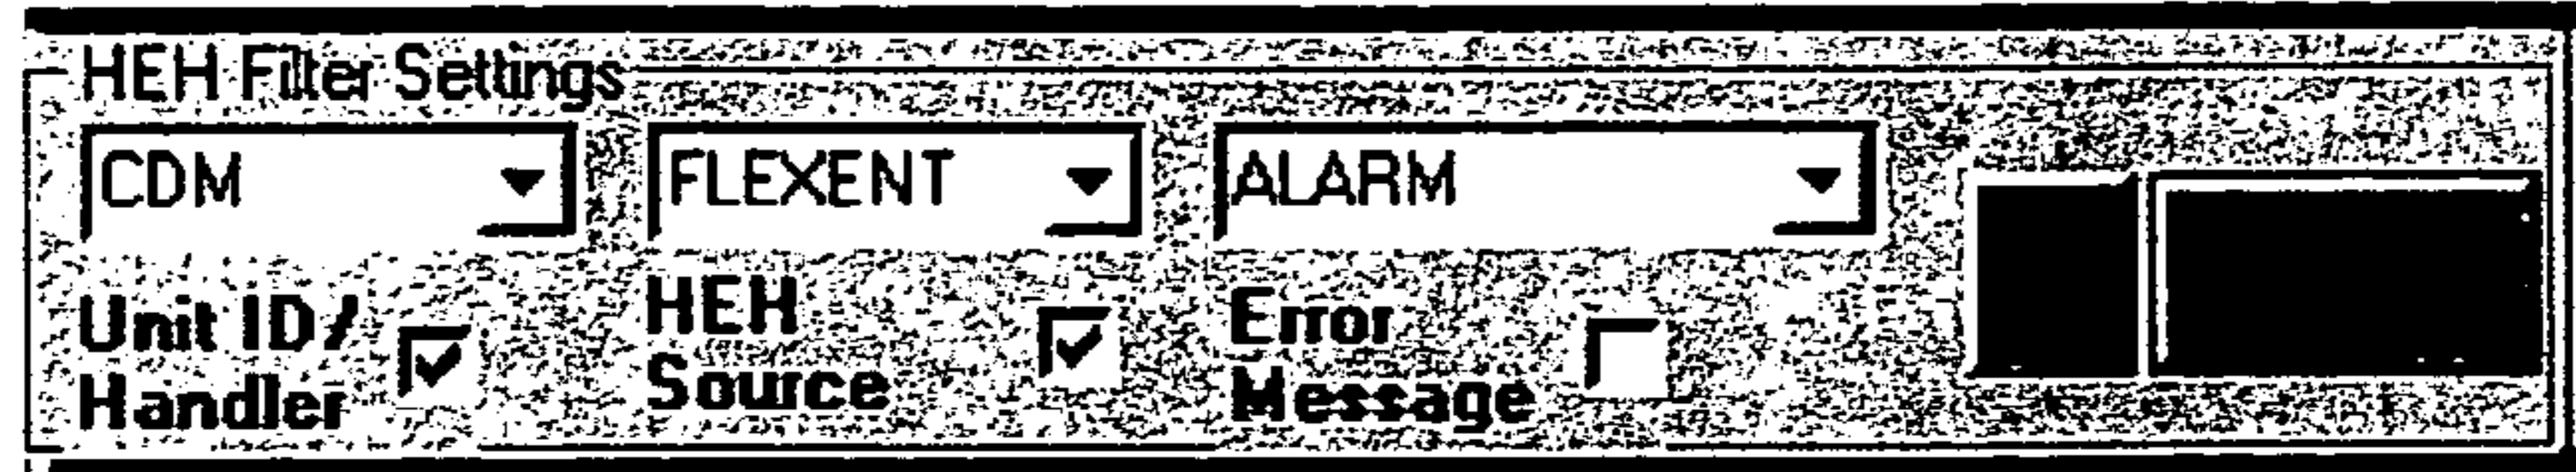 HEH Filter Settings
CDM FLEXENT ALARM
Unit ID/ Handler HEH Source Error Message